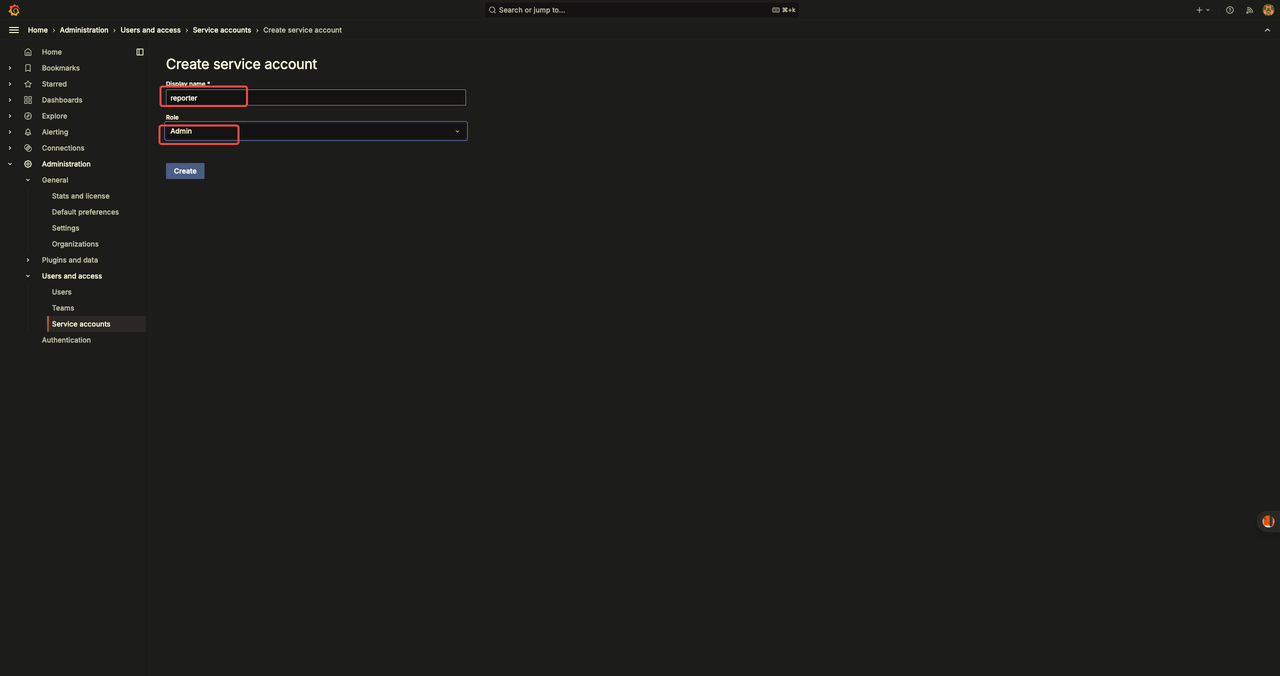 Search or jump to... ⌘+k
Home › Administration › Users and access › Service accounts › Create service account
Home
Bookmarks
Starred
Dashboards
Explore
Alerting
Connections
Administration
General
Stats and license
Default preferences
Settings
Organizations
Plugins and data
Users and access
Users
Teams
Service accounts
Authentication
Create service account
Display name *
reporter
Role
Admin
Create